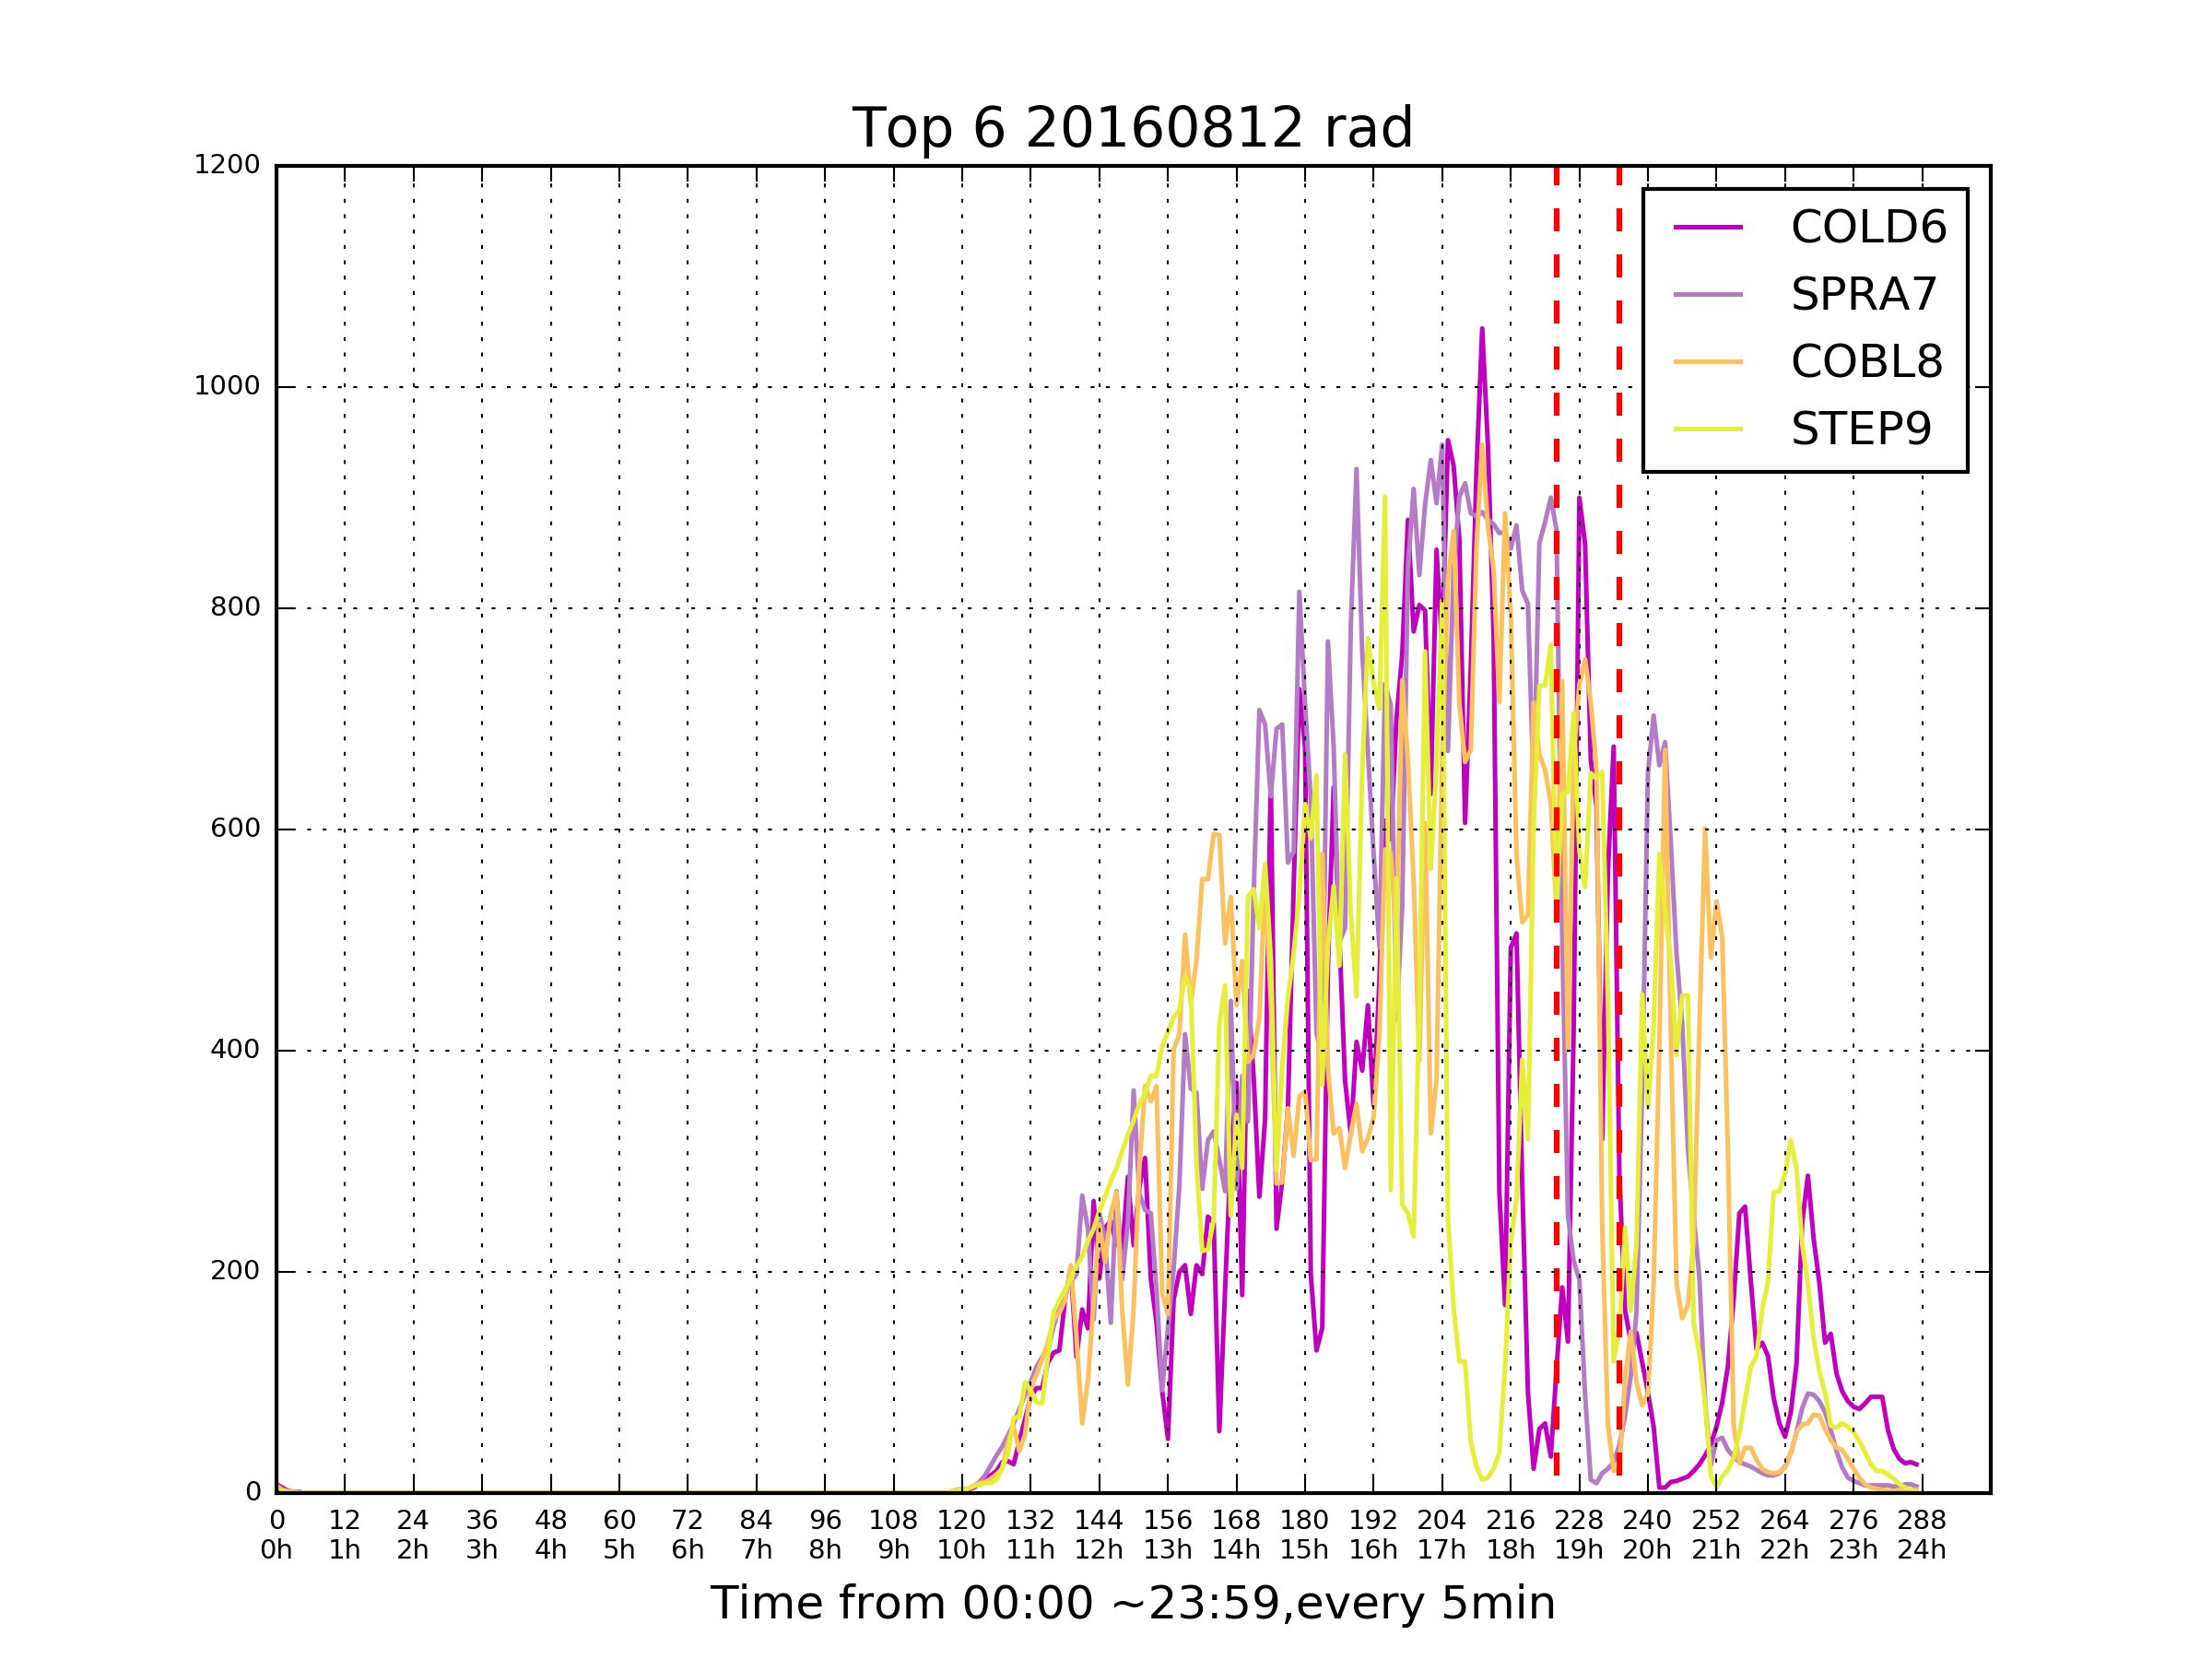 Top 6 20160812 rad
1200
1000
800
600
400
200
0
COLD6
SPRA7
COBL8
STEP9
0 12 24 36 48 60 72 84 96 108 120 132 144 156 168 180 192 204 216 228 240 252 264 276 288
0h 1h 2h 3h 4h 5h 6h 7h 8h 9h 10h 11h 12h 13h 14h 15h 16h 17h 18h 19h 20h 21h 22h 23h 24h
Time from 00:00 ~23:59,every 5min